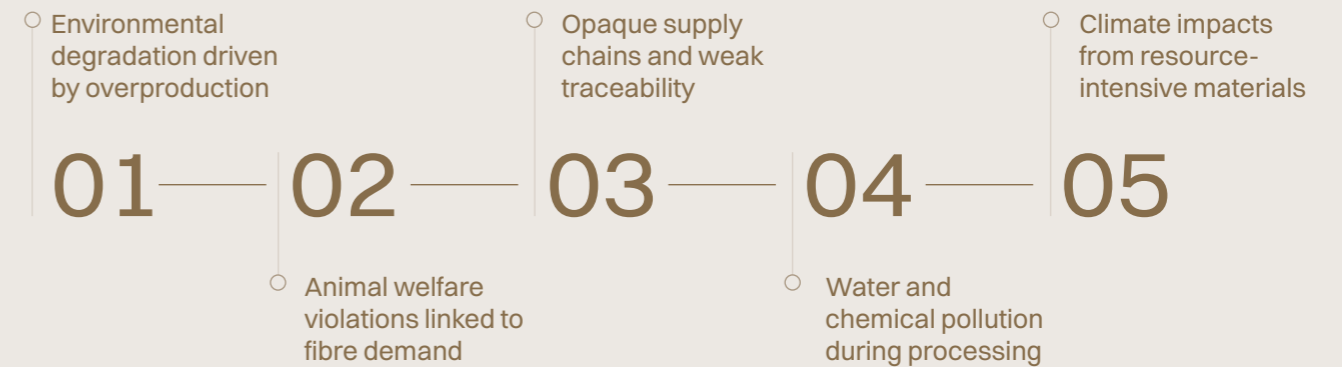 Environmental
degradation driven
by overproduction
01
02
Animal welfare
violations linked to
fibre demand
Opaque supply
chains and weak
traceability
03
04
Water and
chemical pollution
during processing
Climate impacts
from resource-
intensive materials
05